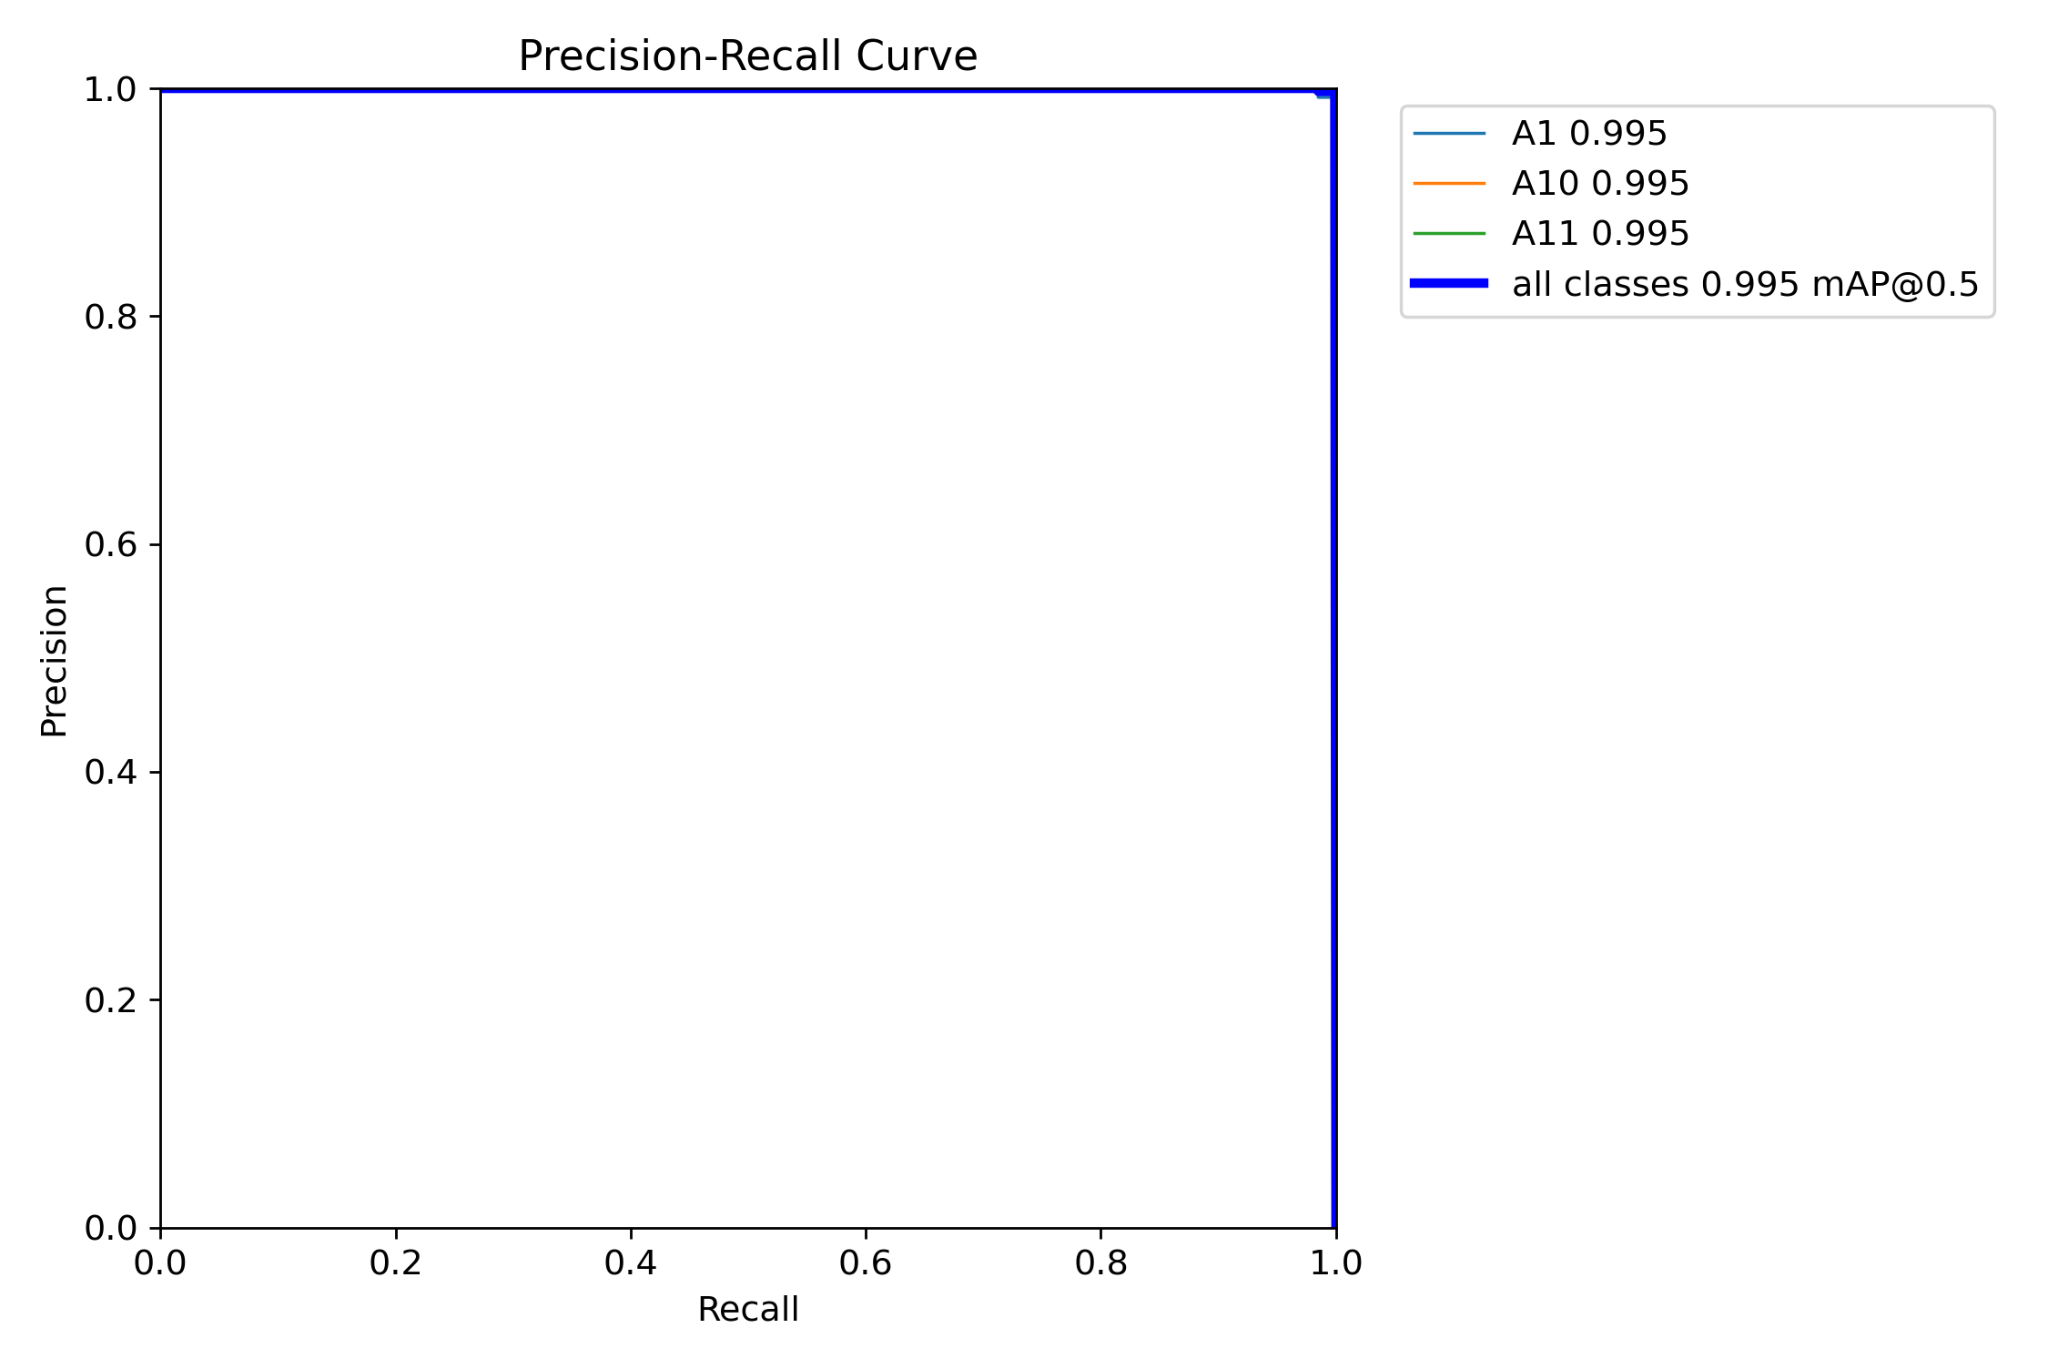 Precision-Recall Curve
1.0
0.8
0.6
0.4
0.2
0.0
Precision
0.0 0.2 0.4 0.6 0.8 1.0
Recall
A1 0.995
A10 0.995
A11 0.995
all classes 0.995 mAP@0.5